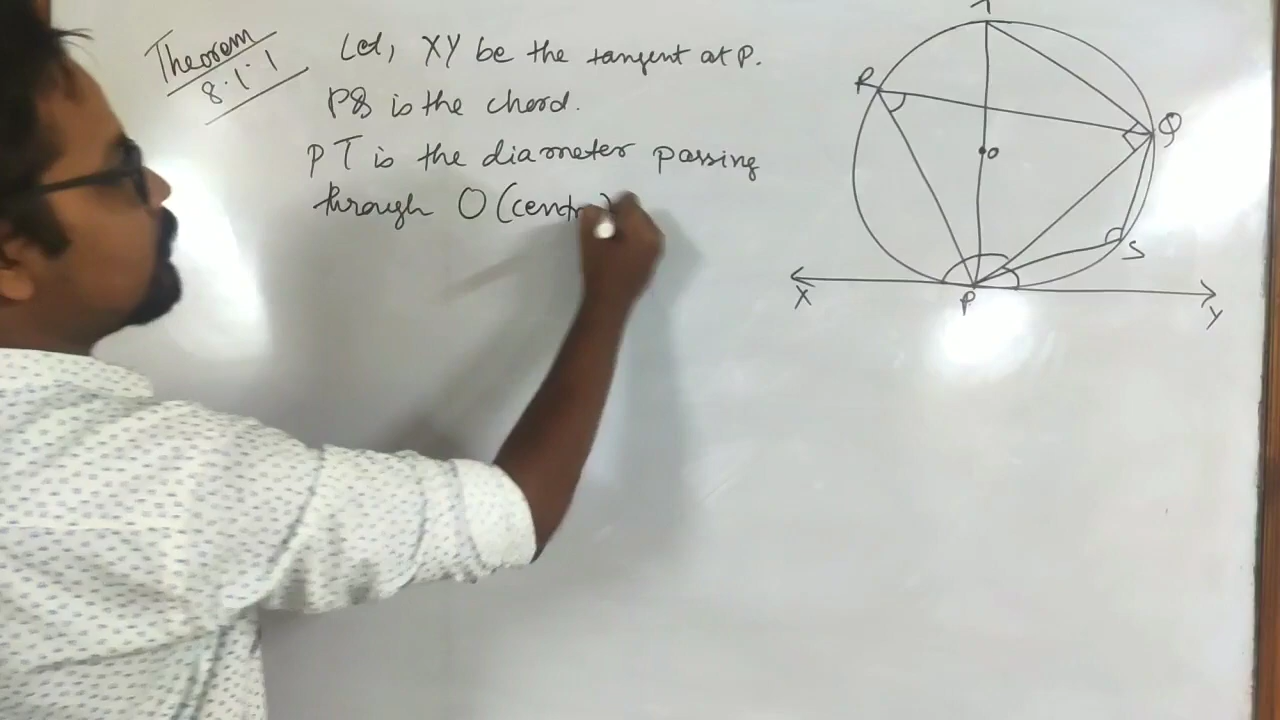 Theorem
8.1.1
Let, XY be the tangent at P.
PQ is the chord.
PT is the diameter passing
through O (centr)
T
R
Q
O
S
P
X
Y